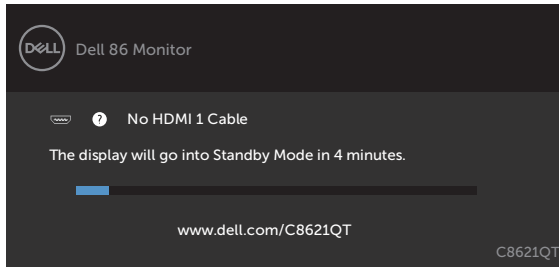 DELL
Dell 86 Monitor
? No HDMI 1 Cable
The display will go into Standby Mode in 4 minutes.
www.dell.com/C8621QT
C8621QT